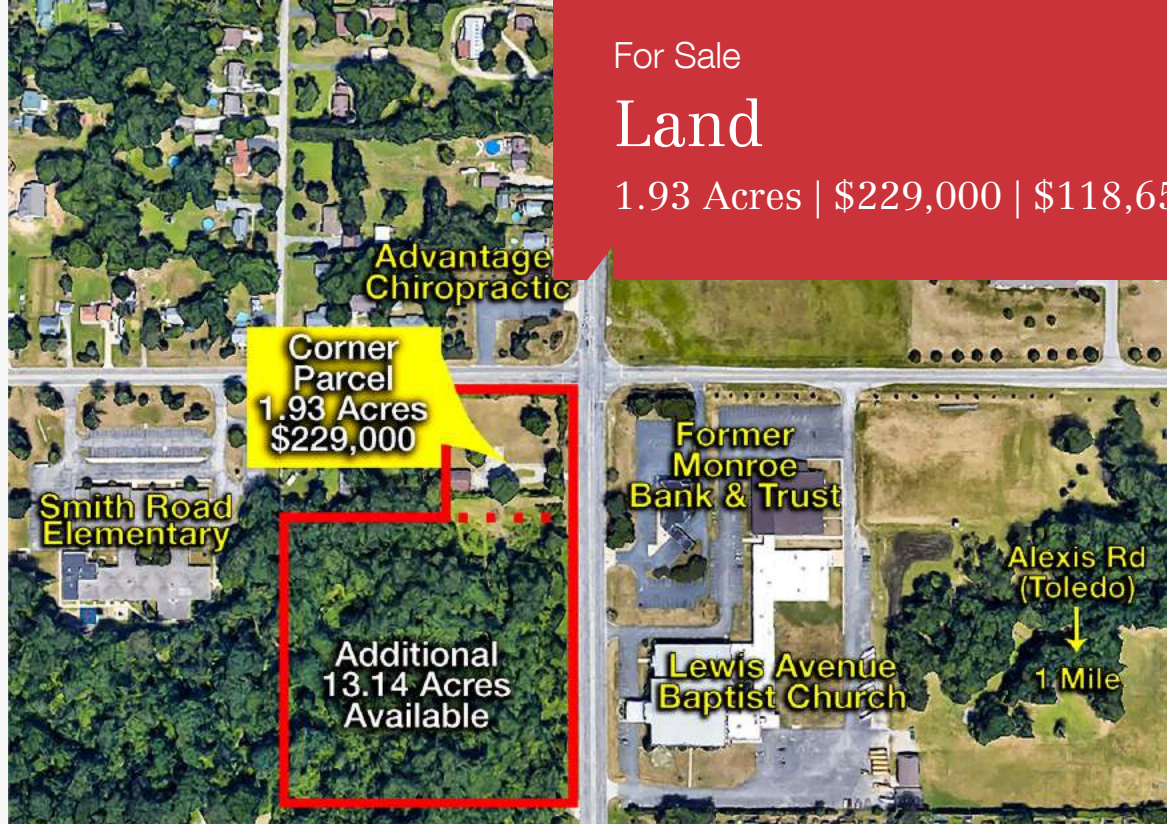 For Sale
Land
1.93 Acres | $229,000 | $118,65
Advantage
Chiropractic
Corner
Parcel
1.93 Acres
$229,000
Smith Road
Elementary
Former
Monroe
Bank & Trust
Alexis Rd
(Toledo)
1 Mile
Additional
13.14 Acres
Available
Lewis Avenue
Baptist Church